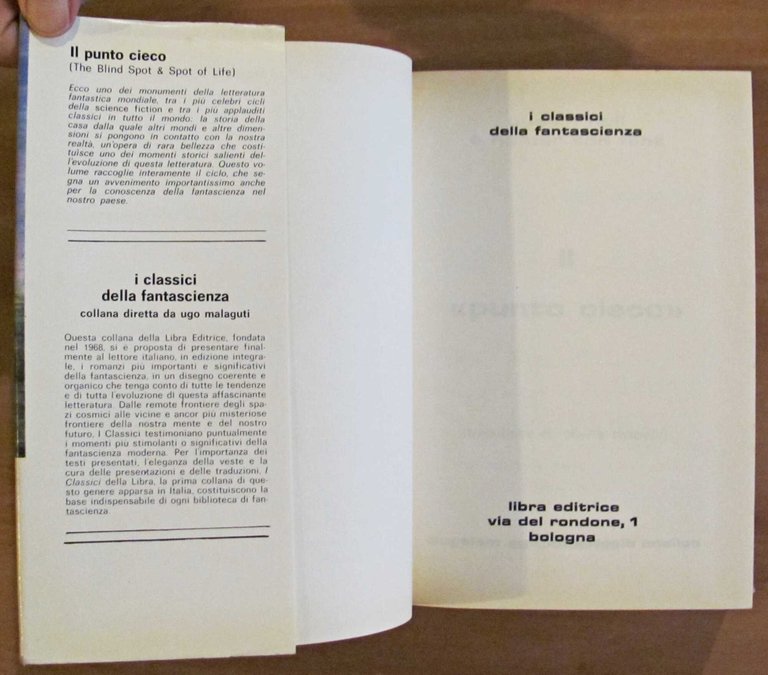 Il punto cieco
(The Blind Spot & Spot of Life)
Ecco uno dei monumenti della letteratura
fantastica mondiale, tra i più celebri cicli
della science fiction e tra i più applauditi
classici in tutto il mondo: la storia della
casa dalla quale altri mondi e altre dimen-
sioni si pongono in contatto con la nostra
realtà, un'opera di rara bellezza che costi-
tuisce uno dei momenti storici salienti del-
l'evoluzione di questa letteratura. Questo vo-
lume raccoglie interamente il ciclo, che se-
gna un avvenimento importantissimo anche
per la conoscenza della fantascienza nel
nostro paese.
i classici
della fantascienza
collana diretta da ugo malaguti
Questa collana della Libra Editrice, fondata
nel 1968, si è proposta di presentare final-
mente al lettore italiano, in edizione integra-
le, i romanzi più importanti e significativi
della fantascienza, in un disegno coerente e
organico che tenga conto di tutte le tendenze
e di tutta l'evoluzione di questa affascinante
letteratura. Dalle remote frontiere degli spa-
zi cosmici alle vicine e ancor più misteriose
frontiere della nostra mente e del nostro
futuro, I Classici testimoniano puntualmente
i momenti più stimolanti o significativi della
fantascienza moderna. Per l'importanza dei
testi presentati, l'eleganza della veste e la
cura delle presentazioni e delle traduzioni, I
Classici della Libra, la prima collana di que-
sto genere apparsa in Italia, costituiscono la
base indispensabile di ogni biblioteca di fan-
tascienza.
i classici
della fantascienza
il
«punto cieco»
libra editrice
via del rondone, 1
bologna